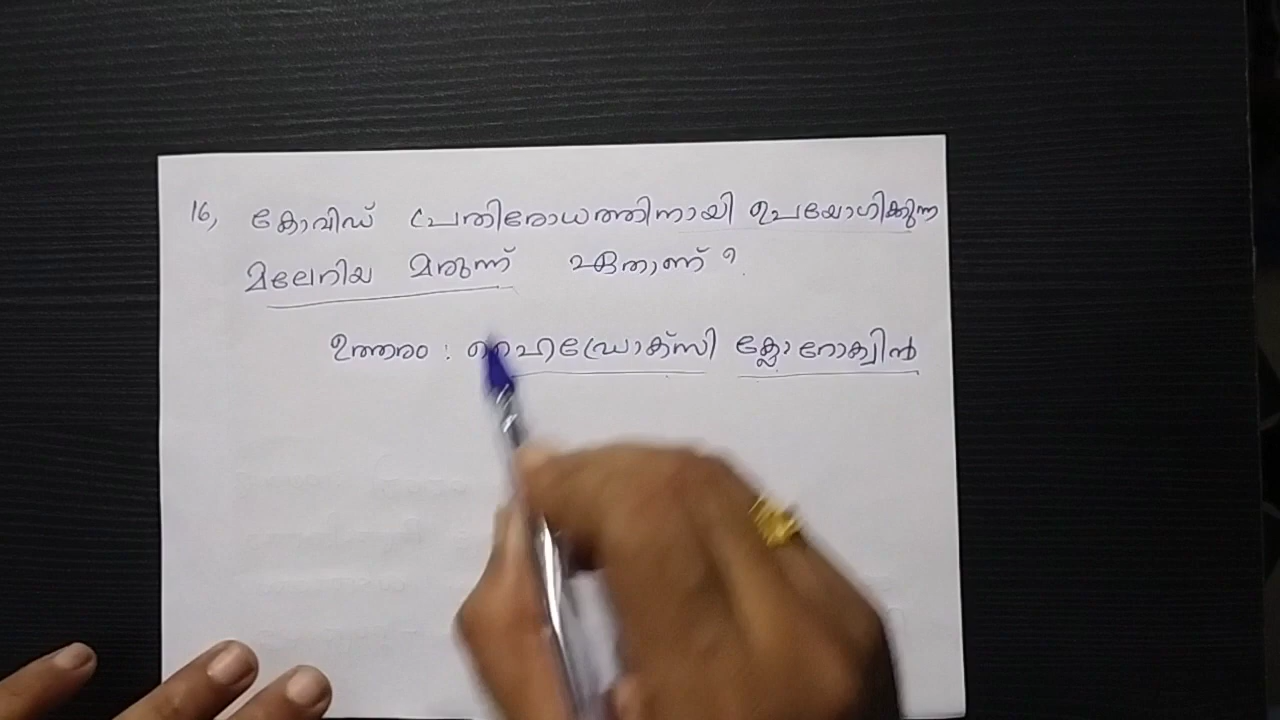 16, കോവിഡ് പ്രതിരോധത്തിനായി ഉപയോഗിക്കുന്ന
മലേറിയ മരുന്ന് ഏതാണ് ?
ഉത്തരം : ഹൈഡ്രോക്സി ക്ലോറോക്വിൻ